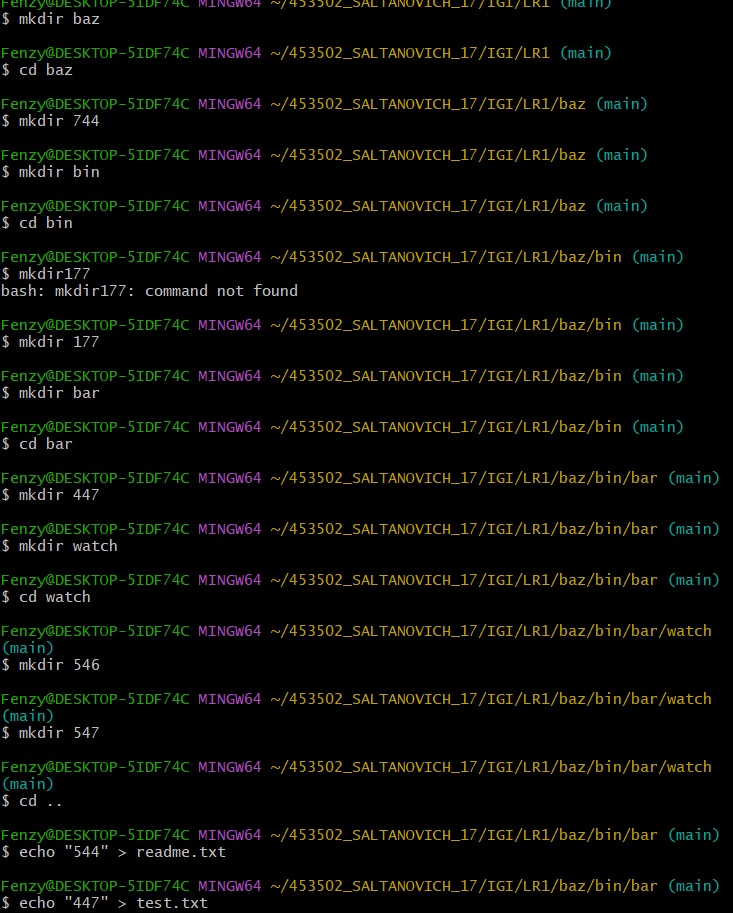 Fenzy@DESKTOP-5IDF74C MINGW64 ~/453502_SALTANOVICH_17/IGI/LR1 (main)
$ mkdir baz
Fenzy@DESKTOP-5IDF74C MINGW64 ~/453502_SALTANOVICH_17/IGI/LR1 (main)
$ cd baz
Fenzy@DESKTOP-5IDF74C MINGW64 ~/453502_SALTANOVICH_17/IGI/LR1/baz (main)
$ mkdir 744
Fenzy@DESKTOP-5IDF74C MINGW64 ~/453502_SALTANOVICH_17/IGI/LR1/baz (main)
$ mkdir bin
Fenzy@DESKTOP-5IDF74C MINGW64 ~/453502_SALTANOVICH_17/IGI/LR1/baz (main)
$ cd bin
Fenzy@DESKTOP-5IDF74C MINGW64 ~/453502_SALTANOVICH_17/IGI/LR1/baz/bin (main)
$ mkdir177
bash: mkdir177: command not found
Fenzy@DESKTOP-5IDF74C MINGW64 ~/453502_SALTANOVICH_17/IGI/LR1/baz/bin (main)
$ mkdir 177
Fenzy@DESKTOP-5IDF74C MINGW64 ~/453502_SALTANOVICH_17/IGI/LR1/baz/bin (main)
$ mkdir bar
Fenzy@DESKTOP-5IDF74C MINGW64 ~/453502_SALTANOVICH_17/IGI/LR1/baz/bin (main)
$ cd bar
Fenzy@DESKTOP-5IDF74C MINGW64 ~/453502_SALTANOVICH_17/IGI/LR1/baz/bin/bar (main)
$ mkdir 447
Fenzy@DESKTOP-5IDF74C MINGW64 ~/453502_SALTANOVICH_17/IGI/LR1/baz/bin/bar (main)
$ mkdir watch
Fenzy@DESKTOP-5IDF74C MINGW64 ~/453502_SALTANOVICH_17/IGI/LR1/baz/bin/bar (main)
$ cd watch
Fenzy@DESKTOP-5IDF74C MINGW64 ~/453502_SALTANOVICH_17/IGI/LR1/baz/bin/bar/watch
(main)
$ mkdir 546
Fenzy@DESKTOP-5IDF74C MINGW64 ~/453502_SALTANOVICH_17/IGI/LR1/baz/bin/bar/watch
(main)
$ mkdir 547
Fenzy@DESKTOP-5IDF74C MINGW64 ~/453502_SALTANOVICH_17/IGI/LR1/baz/bin/bar/watch
(main)
$ cd ..
Fenzy@DESKTOP-5IDF74C MINGW64 ~/453502_SALTANOVICH_17/IGI/LR1/baz/bin/bar (main)
$ echo "544" > readme.txt
Fenzy@DESKTOP-5IDF74C MINGW64 ~/453502_SALTANOVICH_17/IGI/LR1/baz/bin/bar (main)
$ echo "447" > test.txt